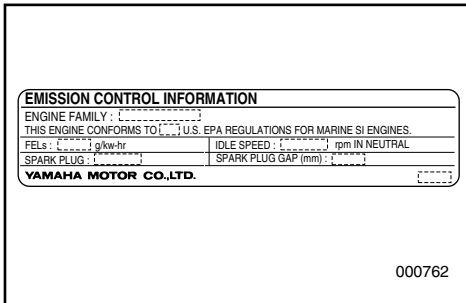 EMISSION CONTROL INFORMATION
ENGINE FAMILY :
THIS ENGINE CONFORMS TO U.S. EPA REGULATIONS FOR MARINE SI ENGINES.
FELs : g/kw-hr IDLE SPEED : rpm IN NEUTRAL
SPARK PLUG : SPARK PLUG GAP (mm) :
YAMAHA MOTOR CO.,LTD.
000762